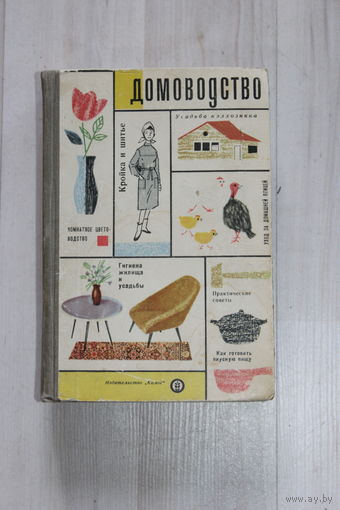 ДОМОВОДСТВО
Усадьба колхозника
Кройка и шитье
КОМНАТНОЕ ЦВЕТО-
ВОДСТВО
УХОД ЗА ДОМАШНЕЙ ПТИЦЕЙ
Гигиена
жилища
и
усадьбы
Практические
советы
Как готовить
вкусную пищу
Издательство „Колос"
ay.by